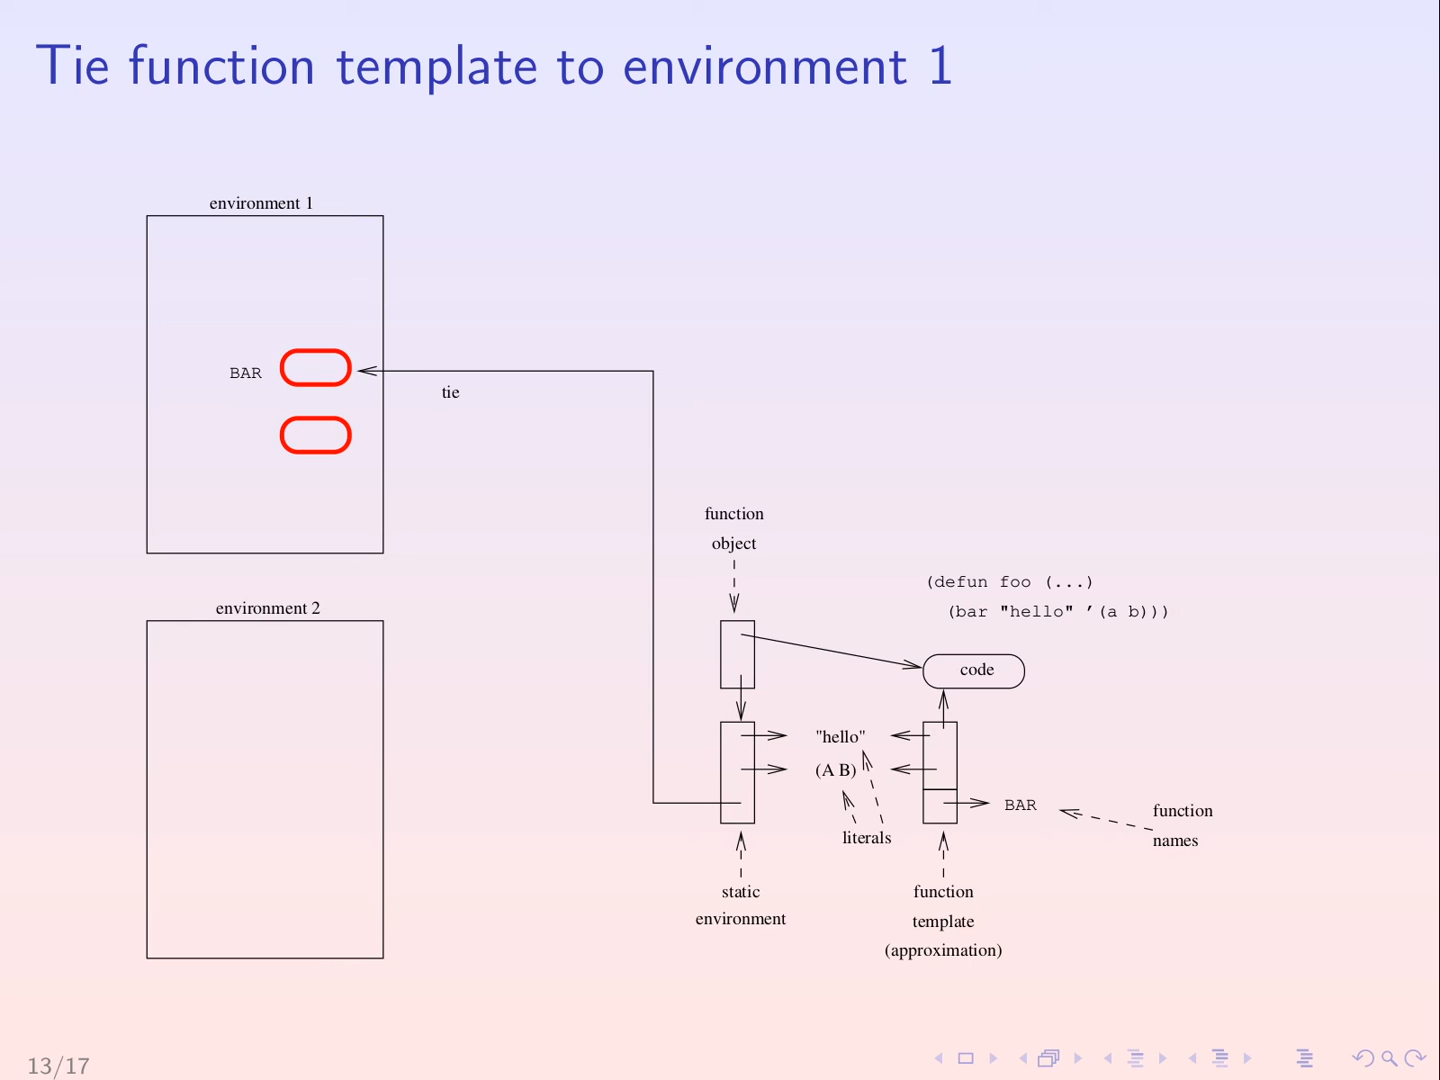 Tie function template to environment 1
environment 1
BAR
tie
function
object
(defun foo (...)
(bar "hello" ’(a b)))
environment 2
code
"hello"
(A B)
BAR
function
names
literals
static
environment
function
template
(approximation)
13/17